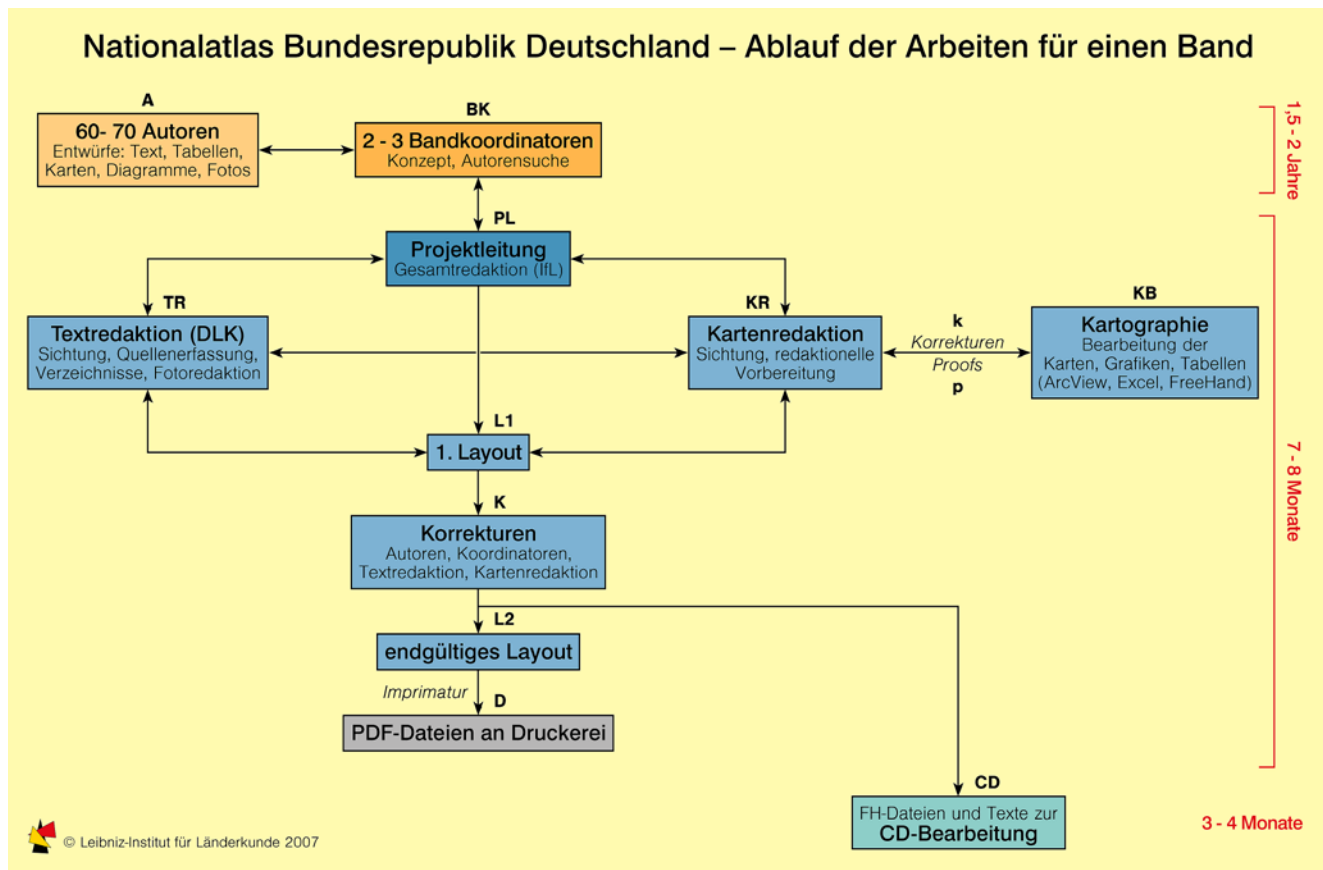 Nationalatlas Bundesrepublik Deutschland – Ablauf der Arbeiten für einen Band
A
60- 70 Autoren
Entwürfe: Text, Tabellen,
Karten, Diagramme, Fotos
BK
2 - 3 Bandkoordinatoren
Konzept, Autorensuche
1,5 - 2 Jahre
PL
Projektleitung
Gesamtredaktion (IfL)
TR
Textredaktion (DLK)
Sichtung, Quellenerfassung,
Verzeichnisse, Fotoredaktion
KR
Kartenredaktion
Sichtung, redaktionelle
Vorbereitung
k
Korrekturen
Proofs
p
KB
Kartographie
Bearbeitung der
Karten, Grafiken, Tabellen
(ArcView, Excel, FreeHand)
L1
1. Layout
7 - 8 Monate
K
Korrekturen
Autoren, Koordinatoren,
Textredaktion, Kartenredaktion
L2
endgültiges Layout
Imprimatur
D
PDF-Dateien an Druckerei
CD
FH-Dateien und Texte zur
CD-Bearbeitung
3 - 4 Monate
© Leibniz-Institut für Länderkunde 2007